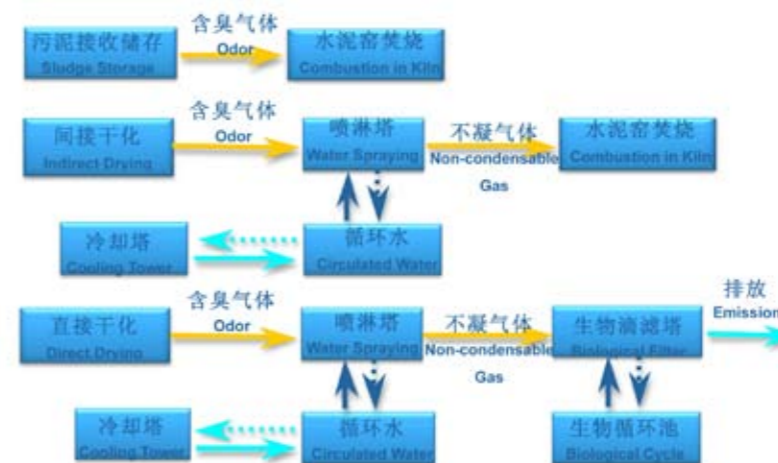 污泥接收储存
Sludge Storage
含臭气体
Odor
水泥窑焚烧
Combustion in Kiln
间接干化
Indirect Drying
含臭气体
Odor
喷淋塔
Water Spraying
不凝气体
Non-condensable
Gas
水泥窑焚烧
Combustion in Kiln
冷却塔
Cooling Tower
循环水
Circulated Water
直接干化
Direct Drying
含臭气体
Odor
喷淋塔
Water Spraying
不凝气体
Non-condensable
Gas
生物滴滤塔
Biological Filter
排放
Emission
冷却塔
Cooling Tower
循环水
Circulated Water
生物循环池
Biological Cycle